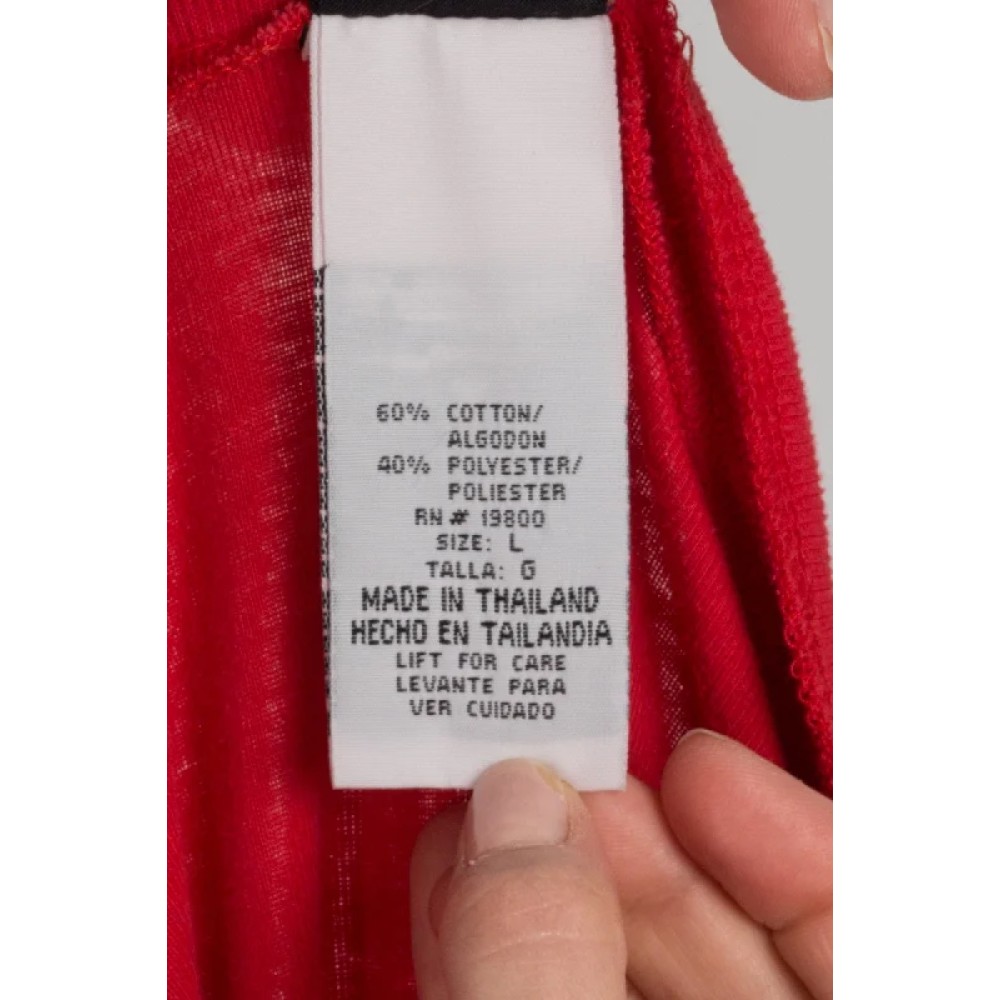 60% COTTON/
ALGODON
40% POLYESTER/
POLIESTER
RN # 19800
SIZE: L
TALLA: G
MADE IN THAILAND
HECHO EN TAILANDIA
LIFT FOR CARE
LEVANTE PARA
VER CUIDADO